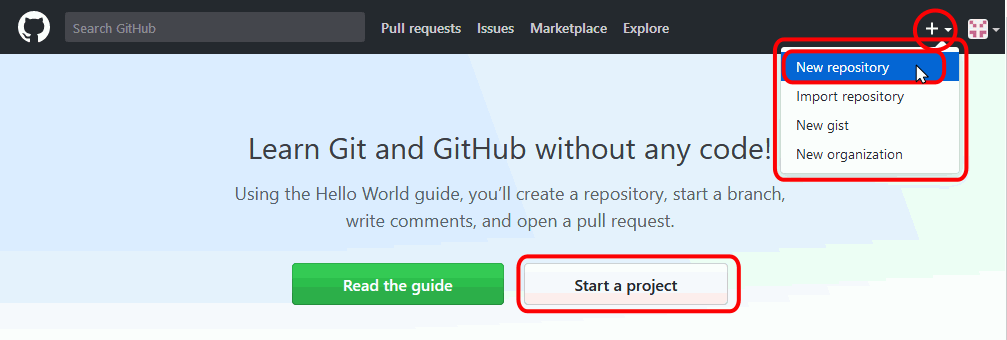 Search GitHub
Pull requests
Issues
Marketplace
Explore
New repository
Import repository
New gist
New organization
Learn Git and GitHub without any code!
Using the Hello World guide, you’ll create a repository, start a branch,
write comments, and open a pull request.
Read the guide
Start a project